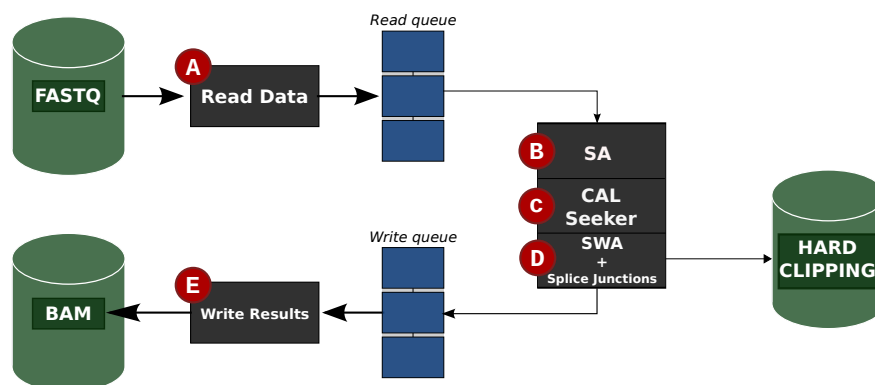 Read queue
A
FASTQ
Read Data
B
SA
C
CAL
Seeker
D
SWA
+
Splice Junctions
HARD
CLIPPING
Write queue
E
BAM
Write Results